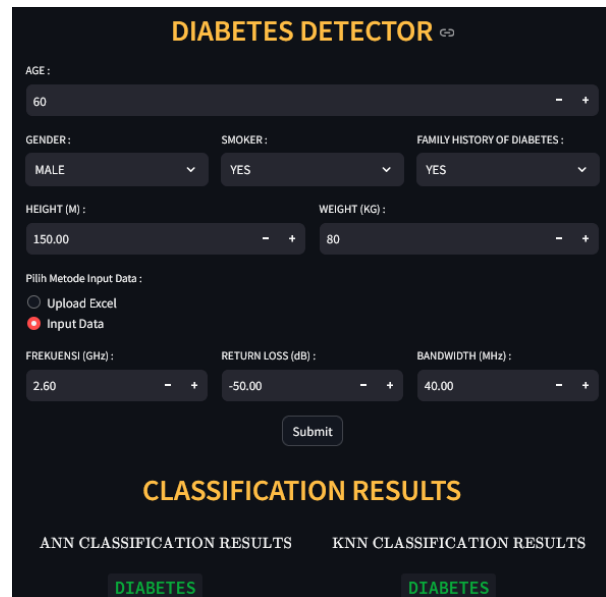 DIABETES DETECTOR
AGE :
60 - +
GENDER : SMOKER : FAMILY HISTORY OF DIABETES :
MALE YES YES
HEIGHT (M) : WEIGHT (KG) :
150.00 - + 80 - +
Pilih Metode Input Data :
Upload Excel
Input Data
FREKUENSI (GHz) : RETURN LOSS (dB) : BANDWIDTH (MHz) :
2.60 - + -50.00 - + 40.00 - +
Submit
CLASSIFICATION RESULTS
ANN CLASSIFICATION RESULTS KNN CLASSIFICATION RESULTS
DIABETES DIABETES